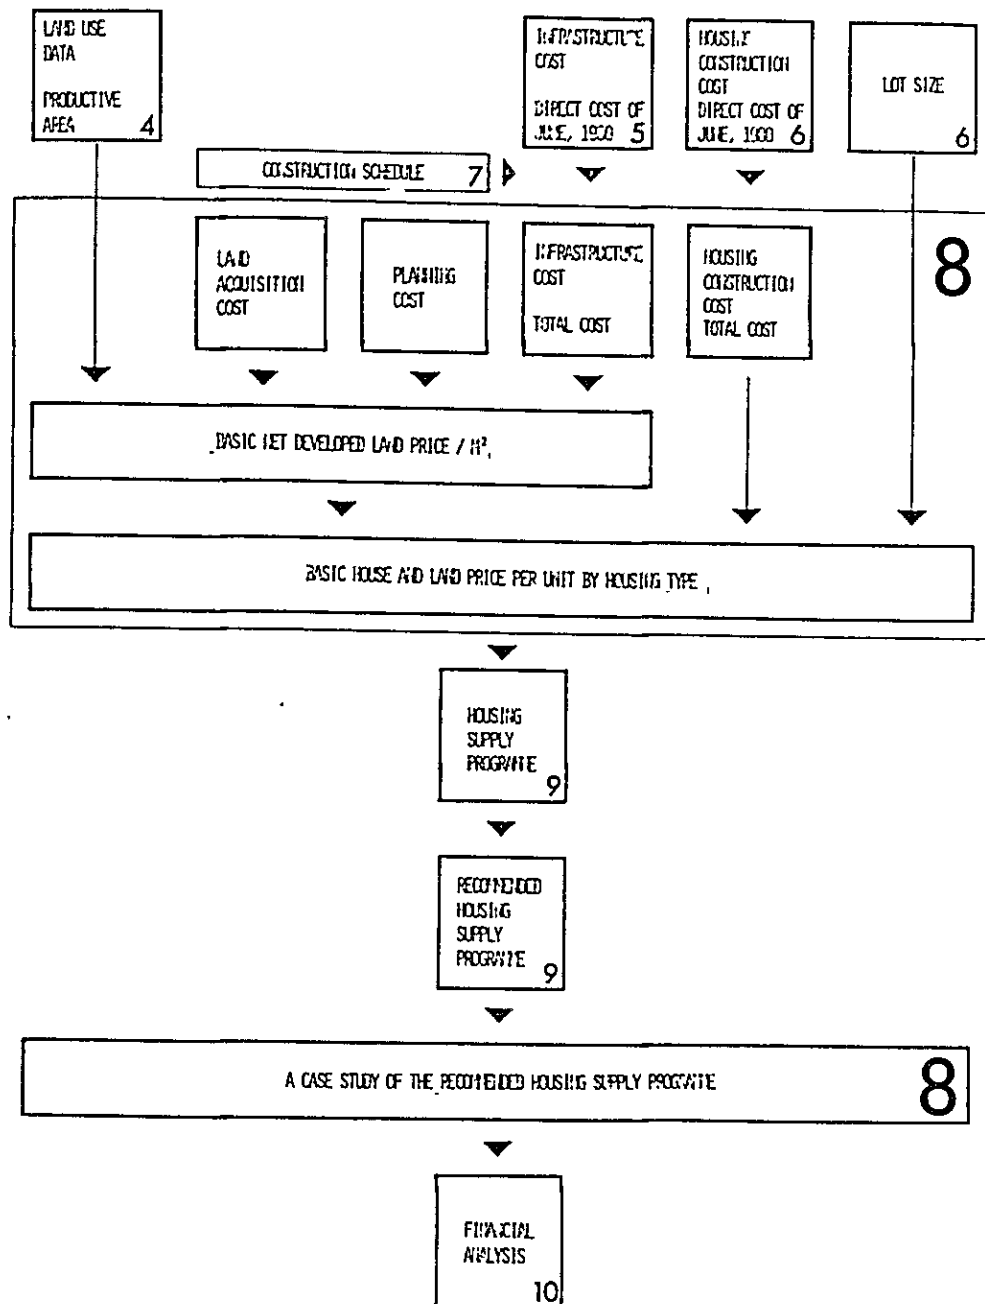 LAND USE
DATA
PRODUCTIVE
AREA 4
INFRASTRUCTURE
COST
DIRECT COST OF
JUNE, 1980 5
HOUSING
CONSTRUCTION
COST
DIRECT COST OF
JUNE, 1980 6
LOT SIZE
6
CONSTRUCTION SCHEDULE 7
8
LAND
ACQUISITION
COST
PLANNING
COST
INFRASTRUCTURE
COST
TOTAL COST
HOUSING
CONSTRUCTION
COST
TOTAL COST
BASIC NET DEVELOPED LAND PRICE / M²
BASIC HOUSE AND LAND PRICE PER UNIT BY HOUSING TYPE
HOUSING
SUPPLY
PROGRAMME
9
RECOMMENDED
HOUSING
SUPPLY
PROGRAMME
9
A CASE STUDY OF THE RECOMMENDED HOUSING SUPPLY PROGRAMME 8
FINANCIAL
ANALYSIS
10